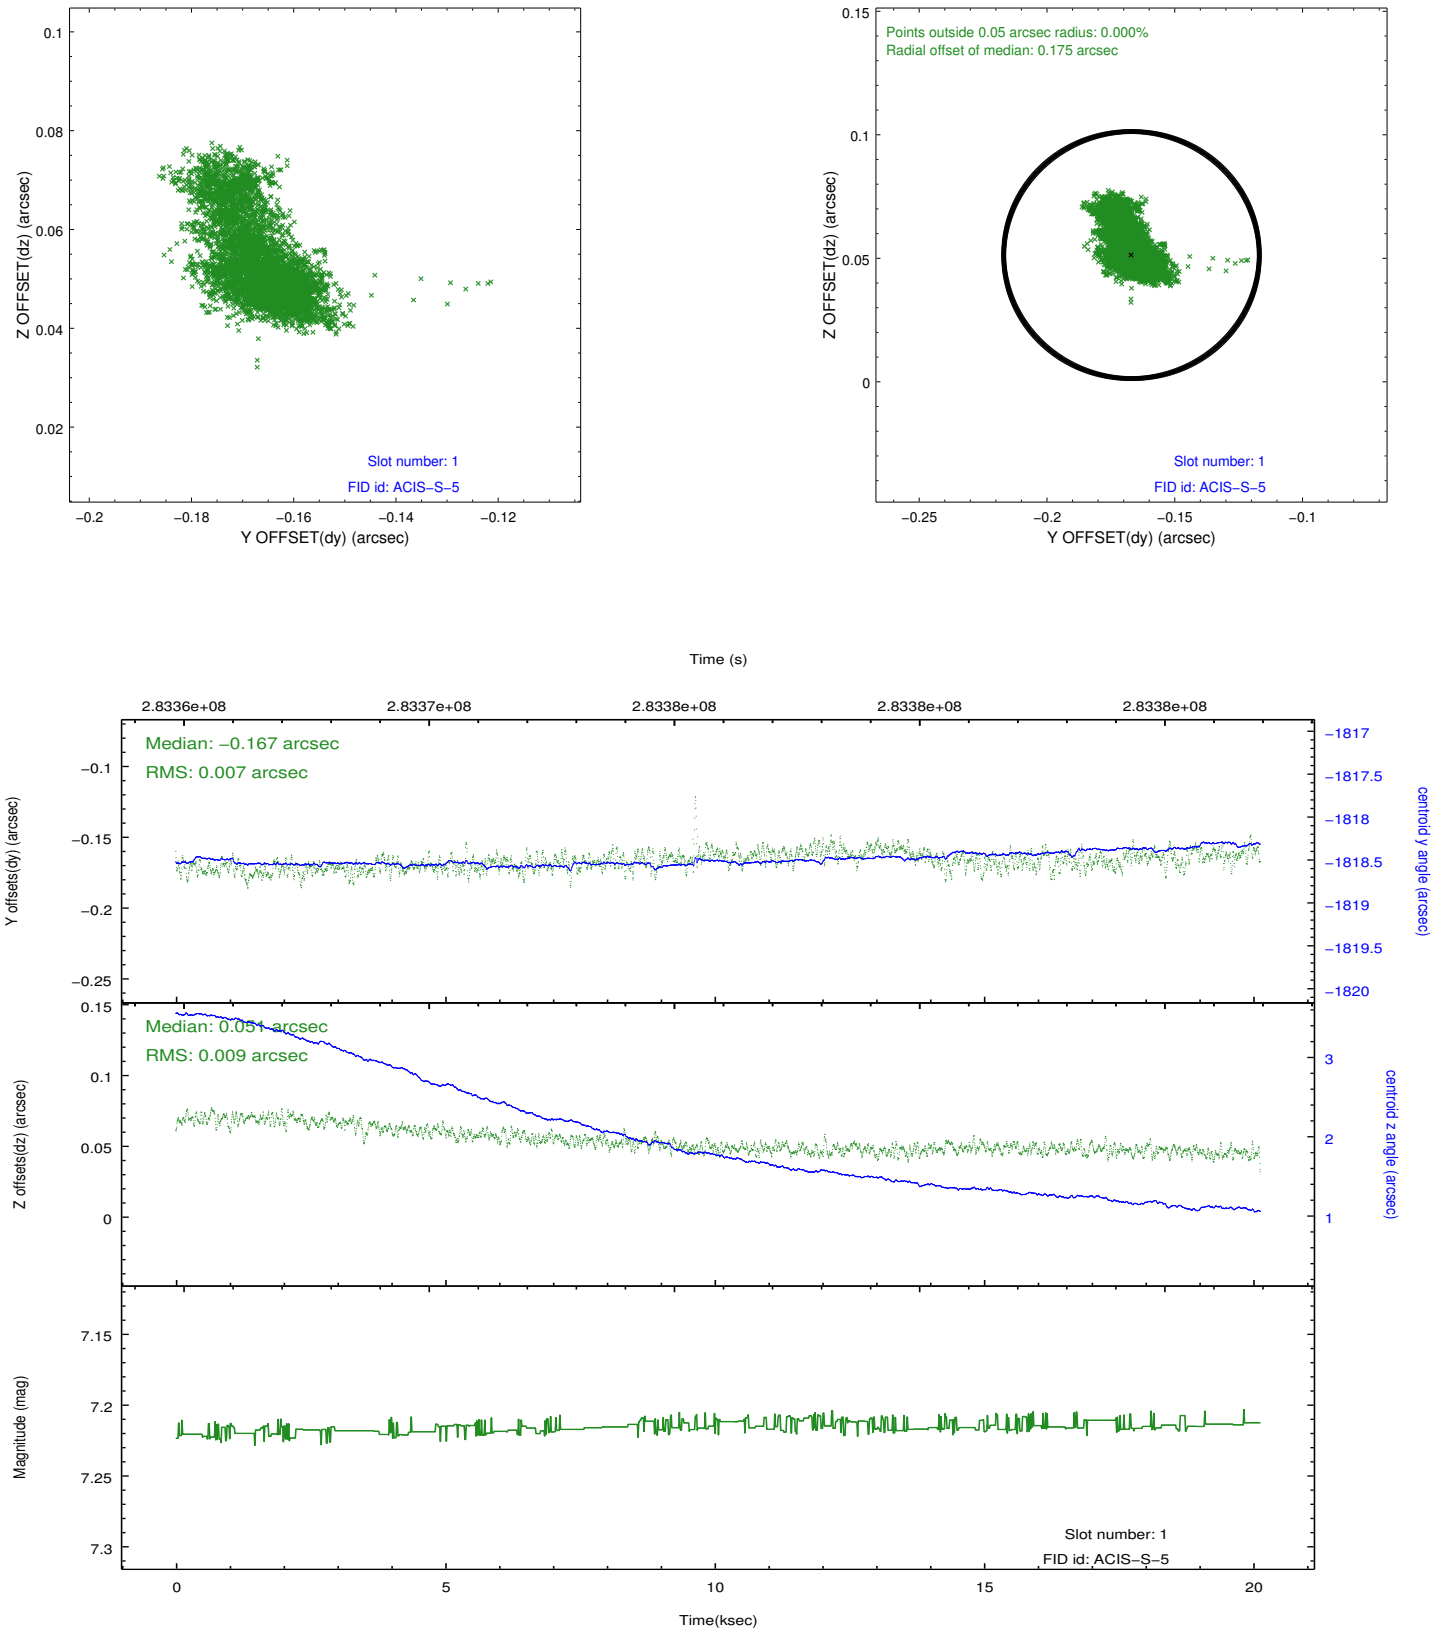 0.1
0.08
0.06
0.04
0.02
Z OFFSET(dz) (arcsec)
−0.2 −0.18 −0.16 −0.14 −0.12
Y OFFSET(dy) (arcsec)
Slot number: 1
FID id: ACIS−S−5
Points outside 0.05 arcsec radius: 0.000%
Radial offset of median: 0.175 arcsec
0.15
0.1
0.05
0
Z OFFSET(dz) (arcsec)
−0.25 −0.2 −0.15 −0.1
Y OFFSET(dy) (arcsec)
Slot number: 1
FID id: ACIS−S−5
Time (s)
2.8336e+08 2.8337e+08 2.8338e+08 2.8338e+08 2.8338e+08
Median: −0.167 arcsec
RMS: 0.007 arcsec
−0.1
−0.15
−0.2
−0.25
Y offsets(dy) (arcsec)
−1817
−1817.5
−1818
−1818.5
−1819
−1819.5
−1820
centroid y angle (arcsec)
Median: 0.051 arcsec
RMS: 0.009 arcsec
0.15
0.1
0.05
0
Z offsets(dz) (arcsec)
3
2
1
centroid z angle (arcsec)
7.15
7.2
7.25
7.3
Magnitude (mag)
Slot number: 1
FID id: ACIS−S−5
0 5 10 15 20
Time(ksec)